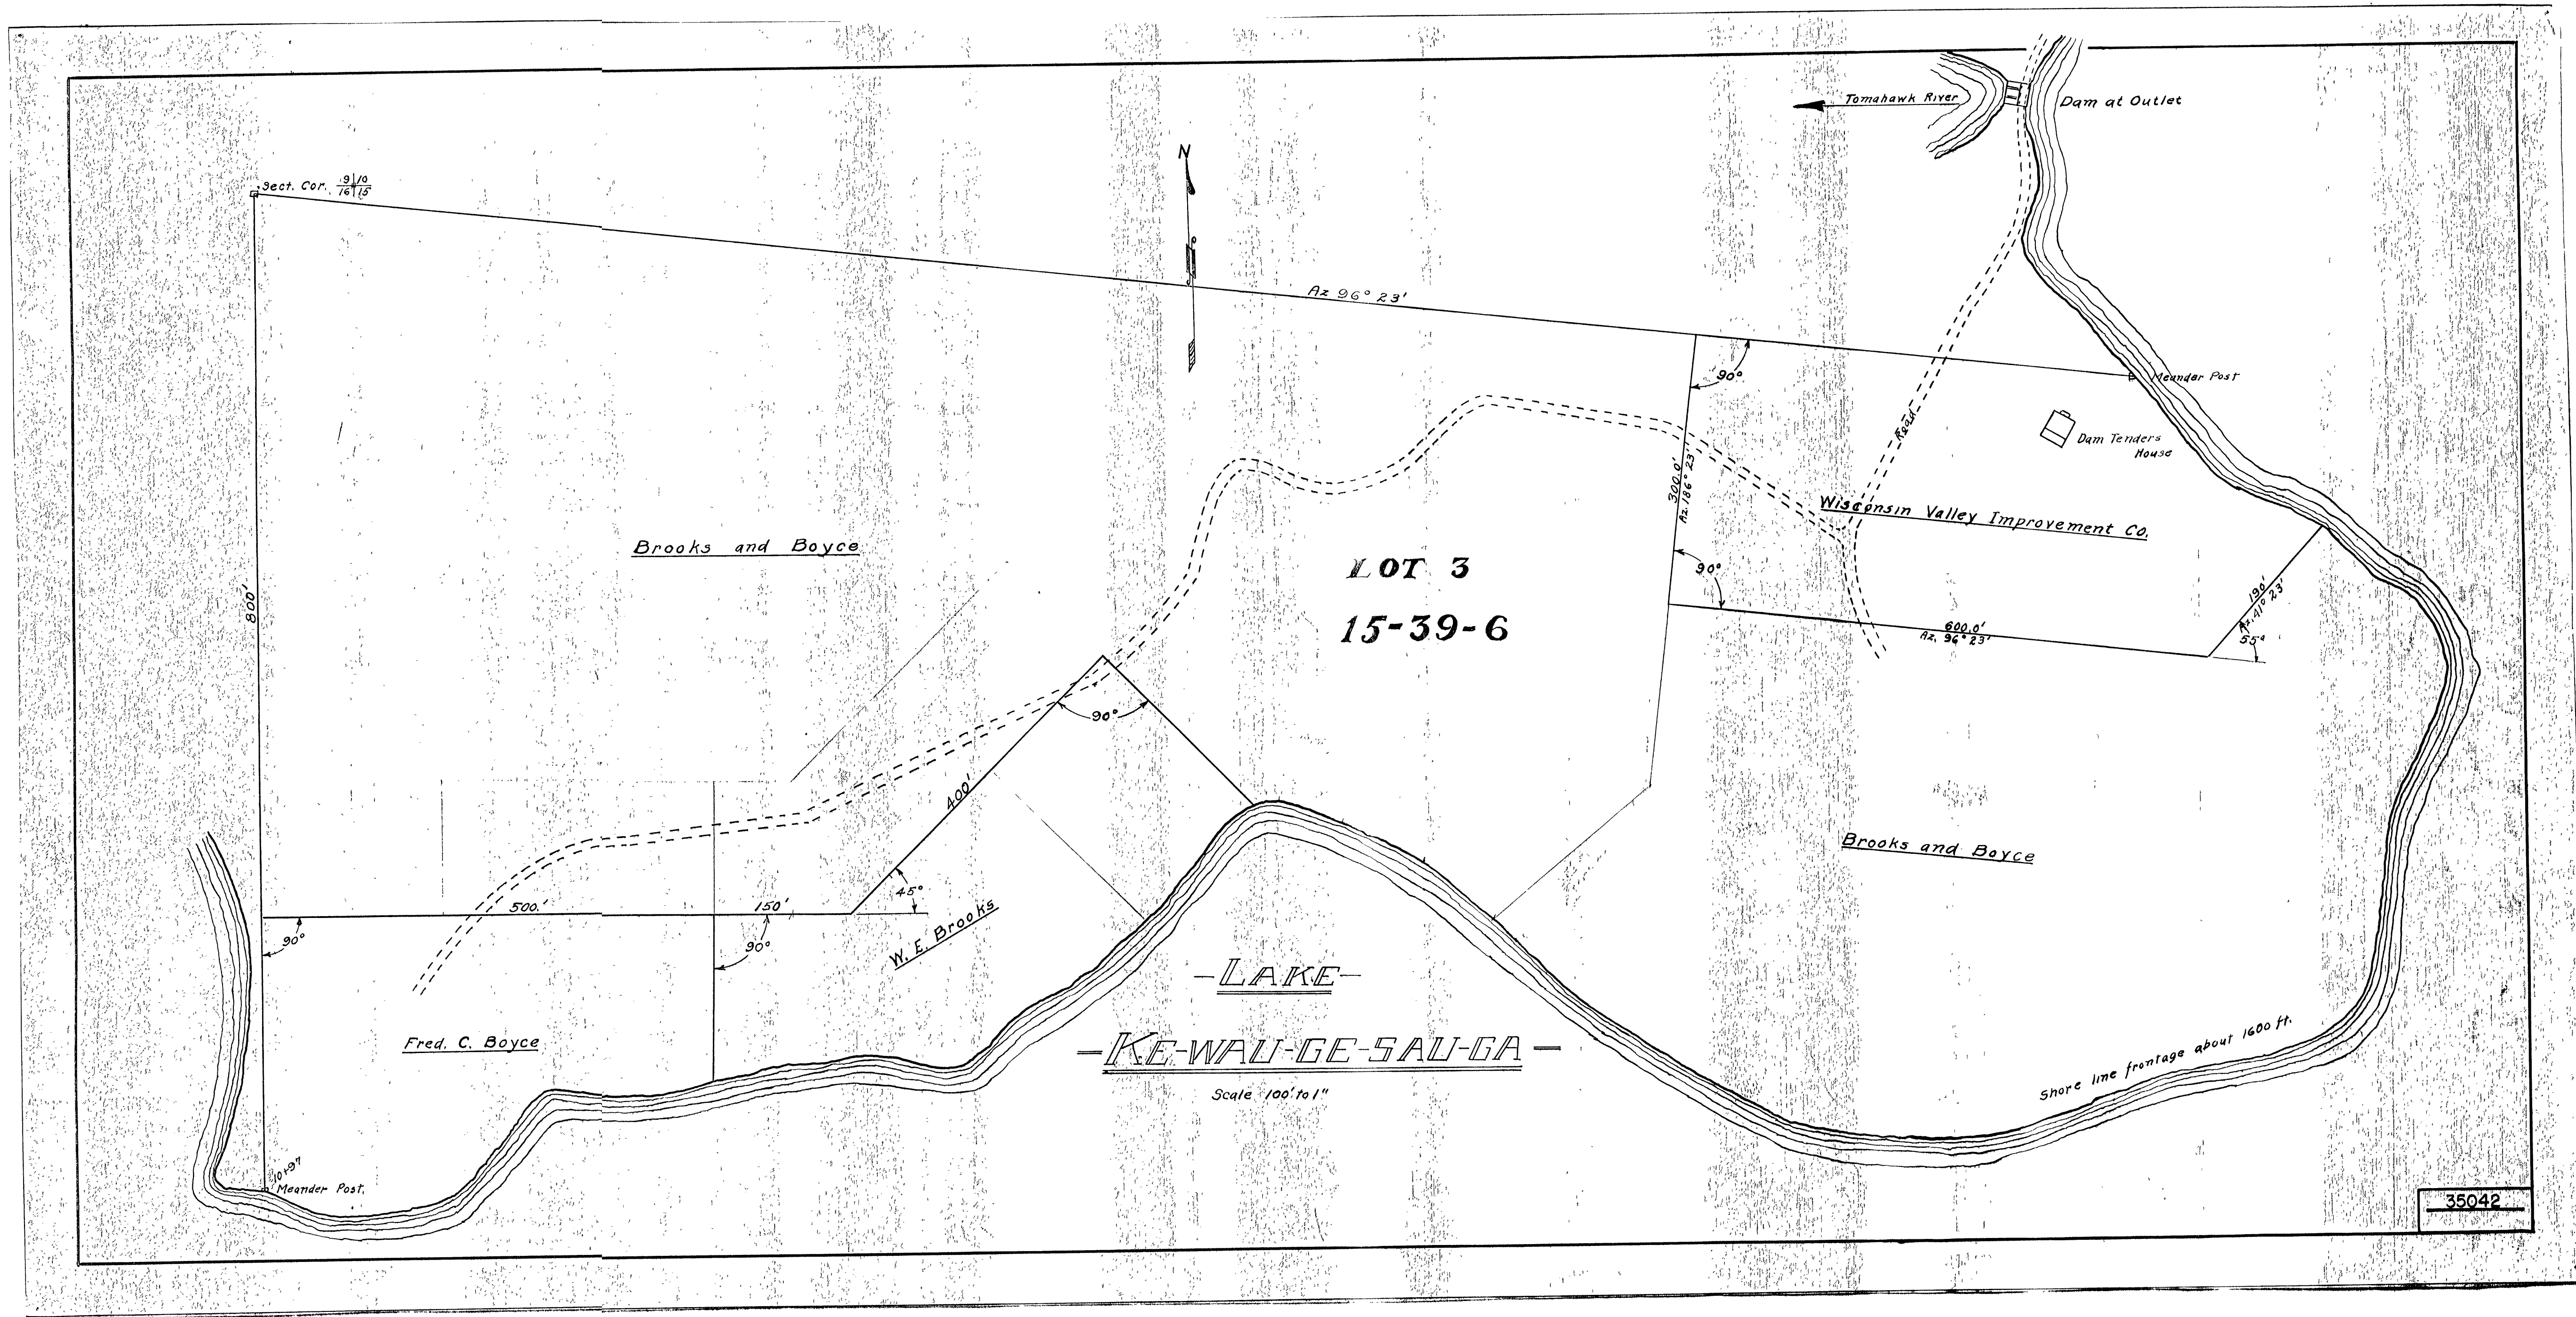 Tomahawk River
Dam at Outlet
N
Sect. Cor. 9|10
16|15
Az 96° 23'
90°
Meander Post
Road
Dam Tenders
House
300.0'
Az. 186° 23'
Wisconsin Valley Improvement Co.
Brooks and Boyce
LOT 3
15-39-6
90°
800'
190'
Az. 41° 23'
55°
600.0'
Az. 96° 23'
90°
400'
Brooks and Boyce
45°
500.'
150'
90°
90°
W. E. Brooks
-LAKE-
Fred. C. Boyce
-KE-WAU-GE-SAU-GA-
Scale 100' to 1"
Shore line frontage about 1600 ft.
10+97
Meander Post.
35042